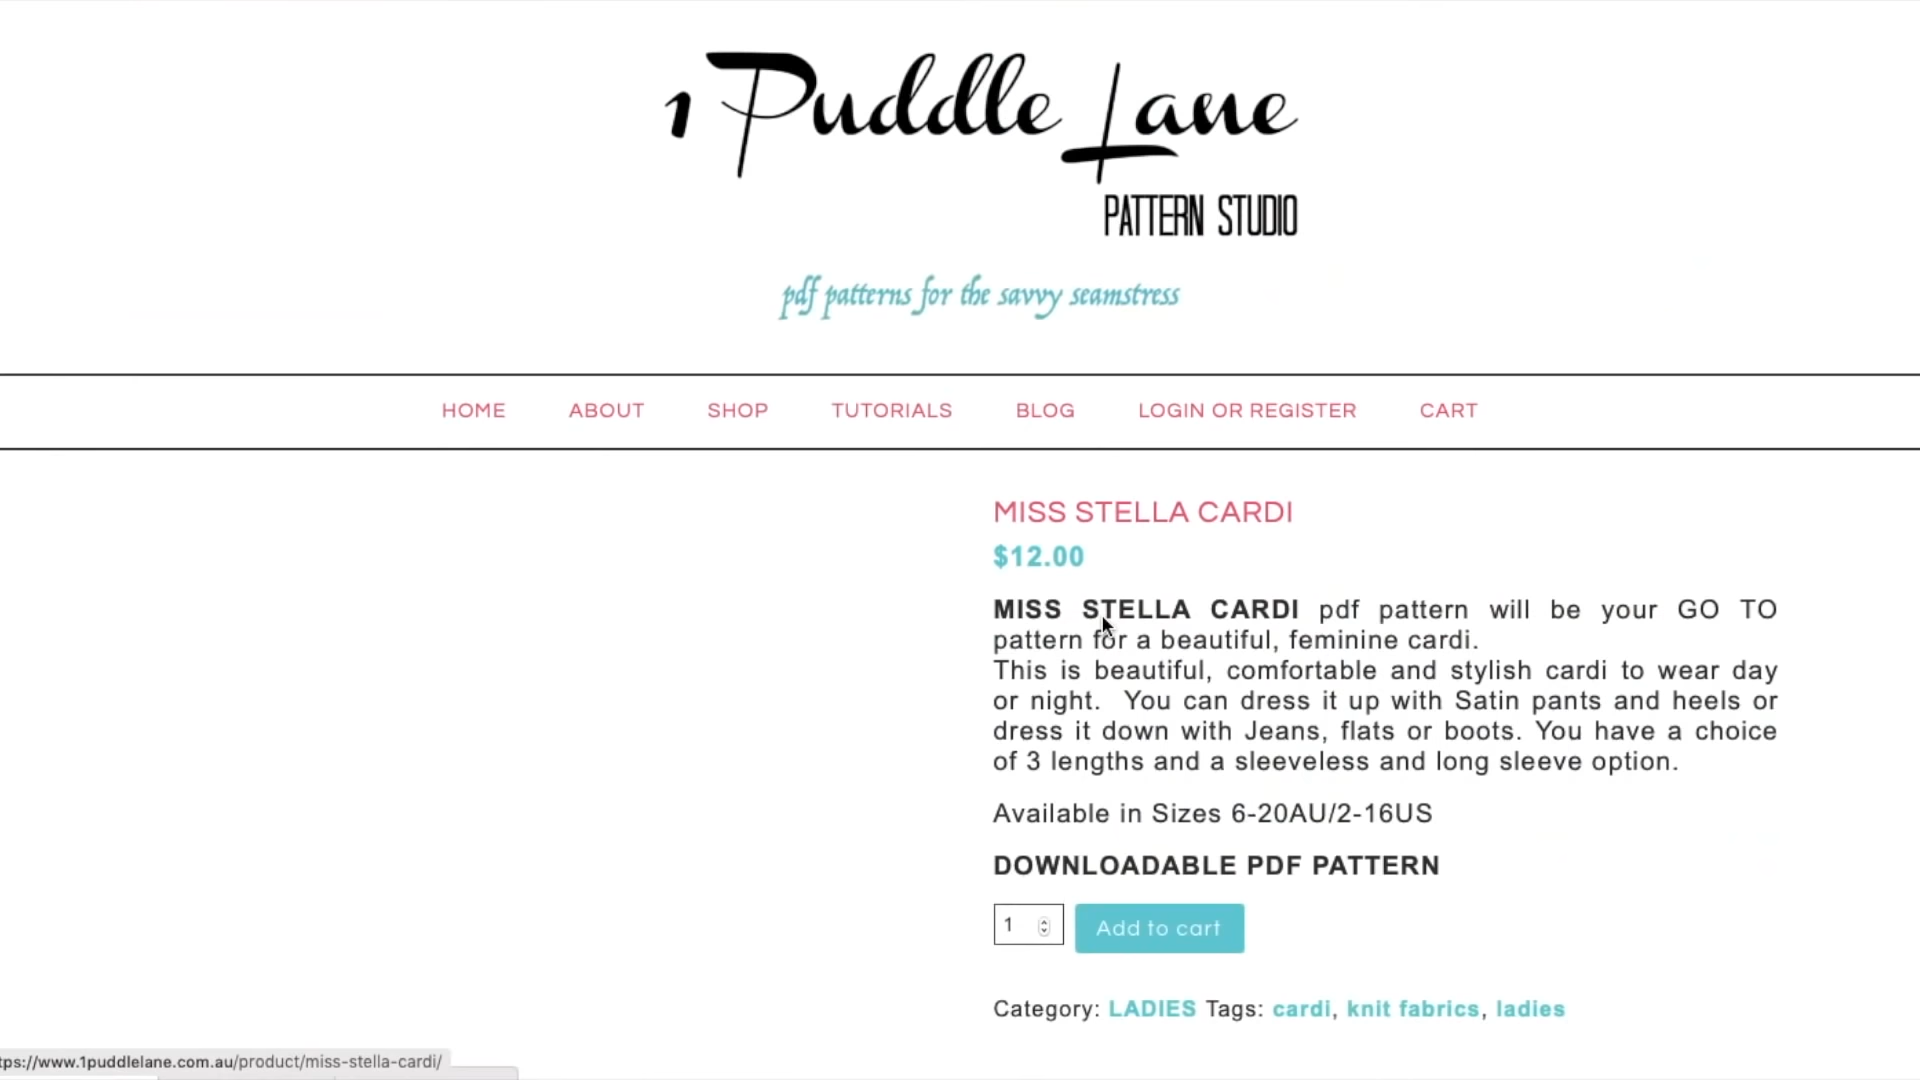 1 Puddle Lane
PATTERN STUDIO
pdf patterns for the savvy seamstress
HOME ABOUT SHOP TUTORIALS BLOG LOGIN OR REGISTER CART
MISS STELLA CARDI
$12.00
MISS STELLA CARDI pdf pattern will be your GO TO
pattern for a beautiful, feminine cardi.
This is beautiful, comfortable and stylish cardi to wear day
or night. You can dress it up with Satin pants and heels or
dress it down with Jeans, flats or boots. You have a choice
of 3 lengths and a sleeveless and long sleeve option.
Available in Sizes 6-20AU/2-16US
DOWNLOADABLE PDF PATTERN
1 Add to cart
Category: LADIES Tags: cardi, knit fabrics, ladies
tps://www.1puddlelane.com.au/product/miss-stella-cardi/